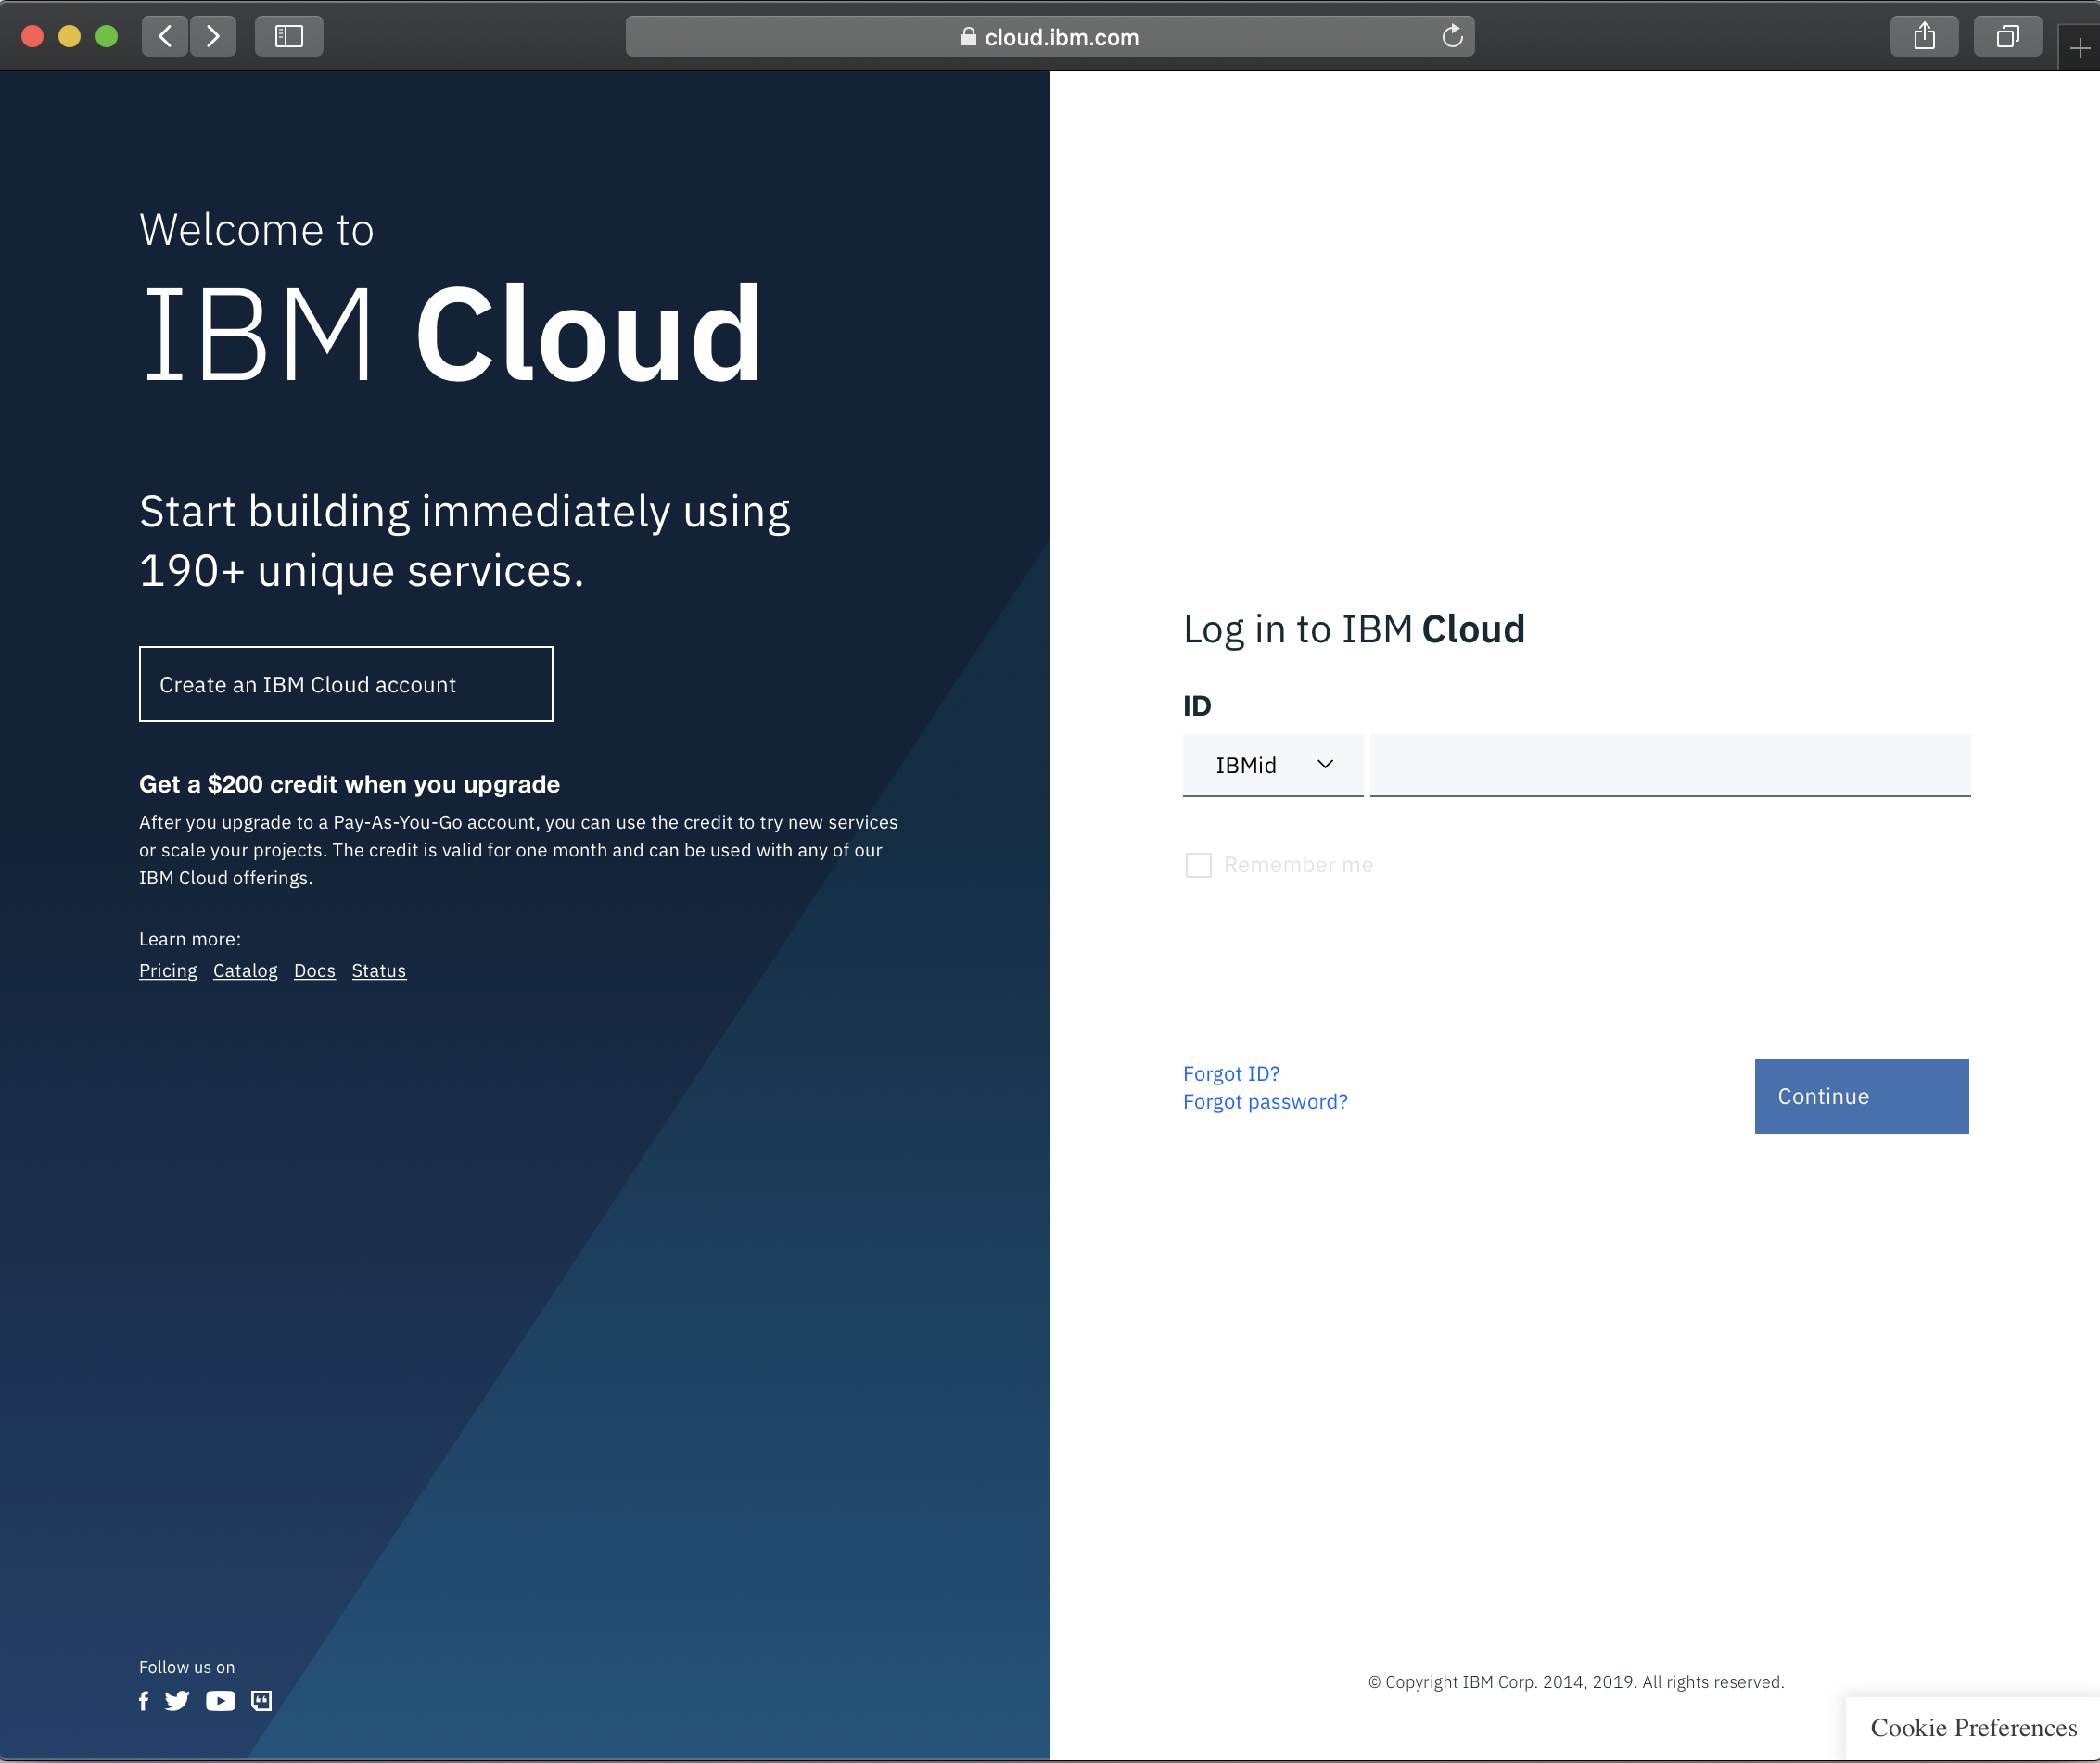 cloud.ibm.com
Welcome to
IBM Cloud
Start building immediately using
190+ unique services.
Create an IBM Cloud account
Get a $200 credit when you upgrade
After you upgrade to a Pay-As-You-Go account, you can use the credit to try new services
or scale your projects. The credit is valid for one month and can be used with any of our
IBM Cloud offerings.
Learn more:
Pricing Catalog Docs Status
Follow us on
Log in to IBM Cloud
ID
IBMid
Remember me
Forgot ID?
Forgot password?
Continue
© Copyright IBM Corp. 2014, 2019. All rights reserved.
Cookie Preferences